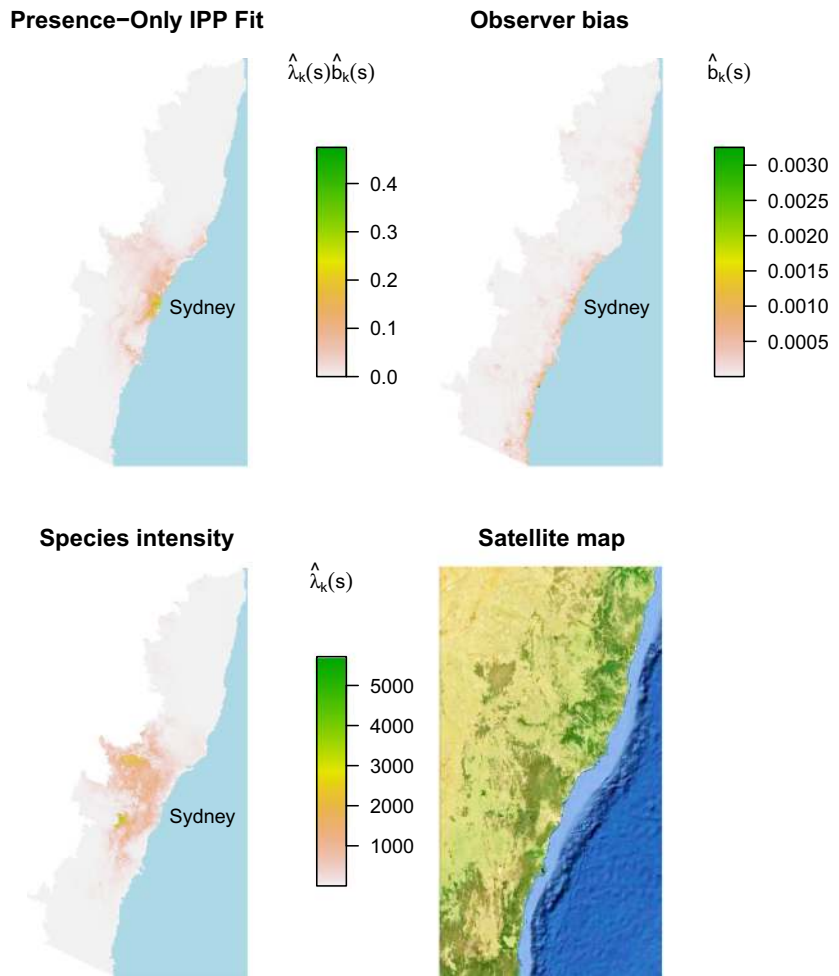 Presence−Only IPP Fit
λ̂ₖ(s)b̂ₖ(s)
0.4
0.3
0.2
0.1
0.0
Sydney
Observer bias
b̂ₖ(s)
0.0030
0.0025
0.0020
0.0015
0.0010
0.0005
Sydney
Species intensity
λ̂ₖ(s)
5000
4000
3000
2000
1000
Sydney
Satellite map